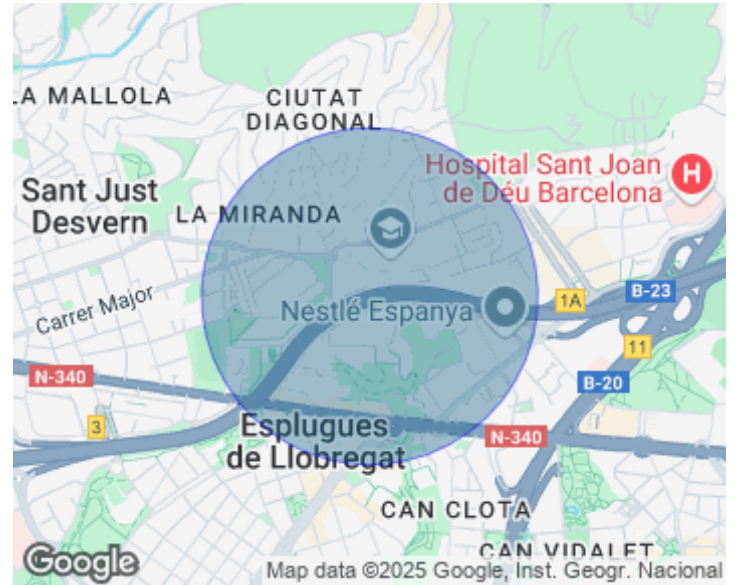 LA MALLOLA
CIUTAT
DIAGONAL
Hospital Sant Joan
de Déu Barcelona
H
Sant Just
Desvern
LA MIRANDA
Carrer Major
Nestlé Espanya
1A
B-23
11
N-340
B-20
3
Esplugues
de Llobregat
N-340
CAN CLOTA
CAN VIDALET
Google
Map data ©2025 Google, Inst. Geogr. Nacional